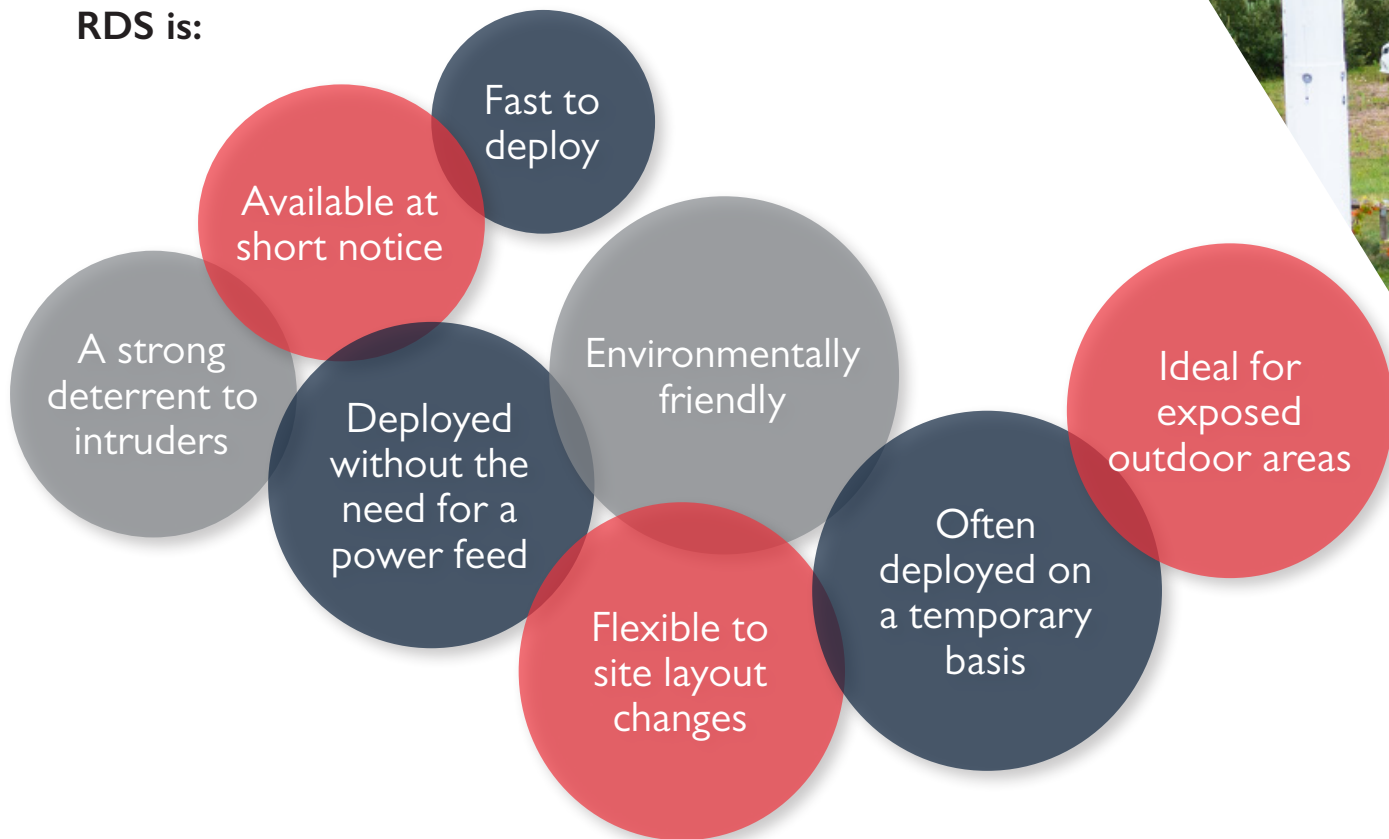 RDS is:
Fast to
deploy
Available at
short notice
A strong
deterrent to
intruders
Deployed
without the
need for a
power feed
Environmentally
friendly
Flexible to
site layout
changes
Often
deployed on
a temporary
basis
Ideal for
exposed
outdoor areas